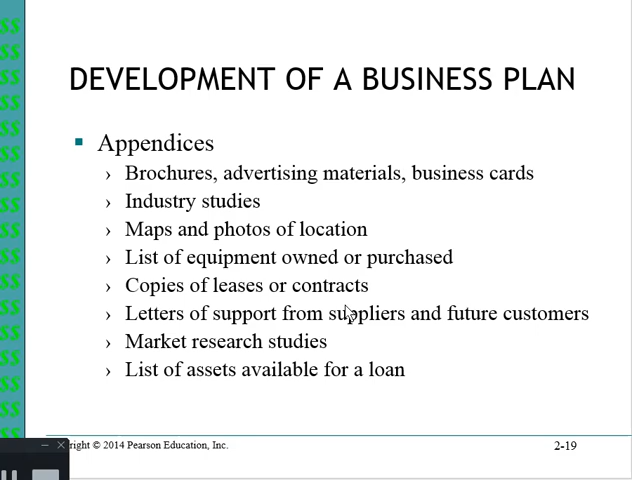 DEVELOPMENT OF A BUSINESS PLAN
Appendices
› Brochures, advertising materials, business cards
› Industry studies
› Maps and photos of location
› List of equipment owned or purchased
› Copies of leases or contracts
› Letters of support from suppliers and future customers
› Market research studies
› List of assets available for a loan
right © 2014 Pearson Education, Inc.
2-19